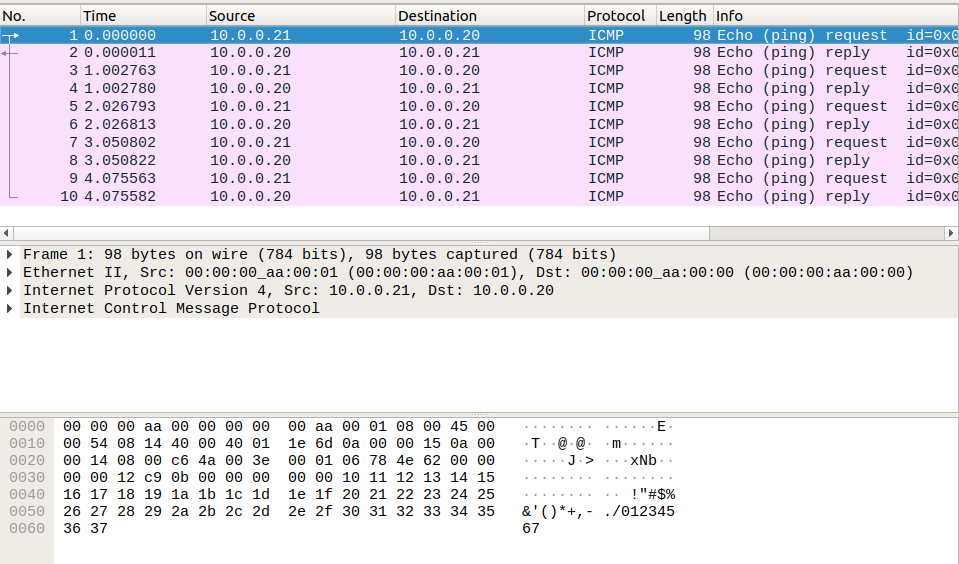 No. Time Source Destination Protocol Length Info
1 0.000000 10.0.0.21 10.0.0.20 ICMP 98 Echo (ping) request id=0x0
2 0.000011 10.0.0.20 10.0.0.21 ICMP 98 Echo (ping) reply id=0x0
3 1.002763 10.0.0.21 10.0.0.20 ICMP 98 Echo (ping) request id=0x0
4 1.002780 10.0.0.20 10.0.0.21 ICMP 98 Echo (ping) reply id=0x0
5 2.026793 10.0.0.21 10.0.0.20 ICMP 98 Echo (ping) request id=0x0
6 2.026813 10.0.0.20 10.0.0.21 ICMP 98 Echo (ping) reply id=0x0
7 3.050802 10.0.0.21 10.0.0.20 ICMP 98 Echo (ping) request id=0x0
8 3.050822 10.0.0.20 10.0.0.21 ICMP 98 Echo (ping) reply id=0x0
9 4.075563 10.0.0.21 10.0.0.20 ICMP 98 Echo (ping) request id=0x0
10 4.075582 10.0.0.20 10.0.0.21 ICMP 98 Echo (ping) reply id=0x0
Frame 1: 98 bytes on wire (784 bits), 98 bytes captured (784 bits)
Ethernet II, Src: 00:00:00_aa:00:01 (00:00:00:aa:00:01), Dst: 00:00:00_aa:00:00 (00:00:00:aa:00:00)
Internet Protocol Version 4, Src: 10.0.0.21, Dst: 10.0.0.20
Internet Control Message Protocol
0000 00 00 00 aa 00 00 00 00 00 aa 00 01 08 00 45 00 ········ ······E·
0010 00 54 08 14 40 00 40 01 1e 6d 0a 00 00 15 0a 00 ·T··@·@· ·m······
0020 00 14 08 00 c6 4a 00 3e 00 01 06 78 4e 62 00 00 ·····J·> ···xNb··
0030 00 00 12 c9 0b 00 00 00 00 00 10 11 12 13 14 15 ········ ········
0040 16 17 18 19 1a 1b 1c 1d 1e 1f 20 21 22 23 24 25 ········ ·· !"#$%
0050 26 27 28 29 2a 2b 2c 2d 2e 2f 30 31 32 33 34 35 &'()*+,- ./012345
0060 36 37 67